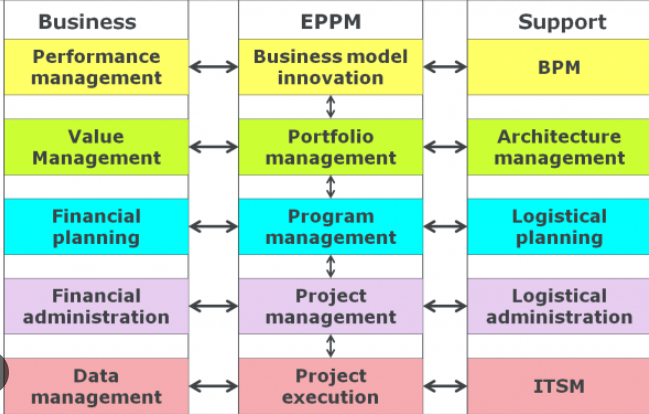 Business EPPM Support
Performance management Business model innovation BPM
Value Management Portfolio management Architecture management
Financial planning Program management Logistical planning
Financial administration Project management Logistical administration
Data management Project execution ITSM